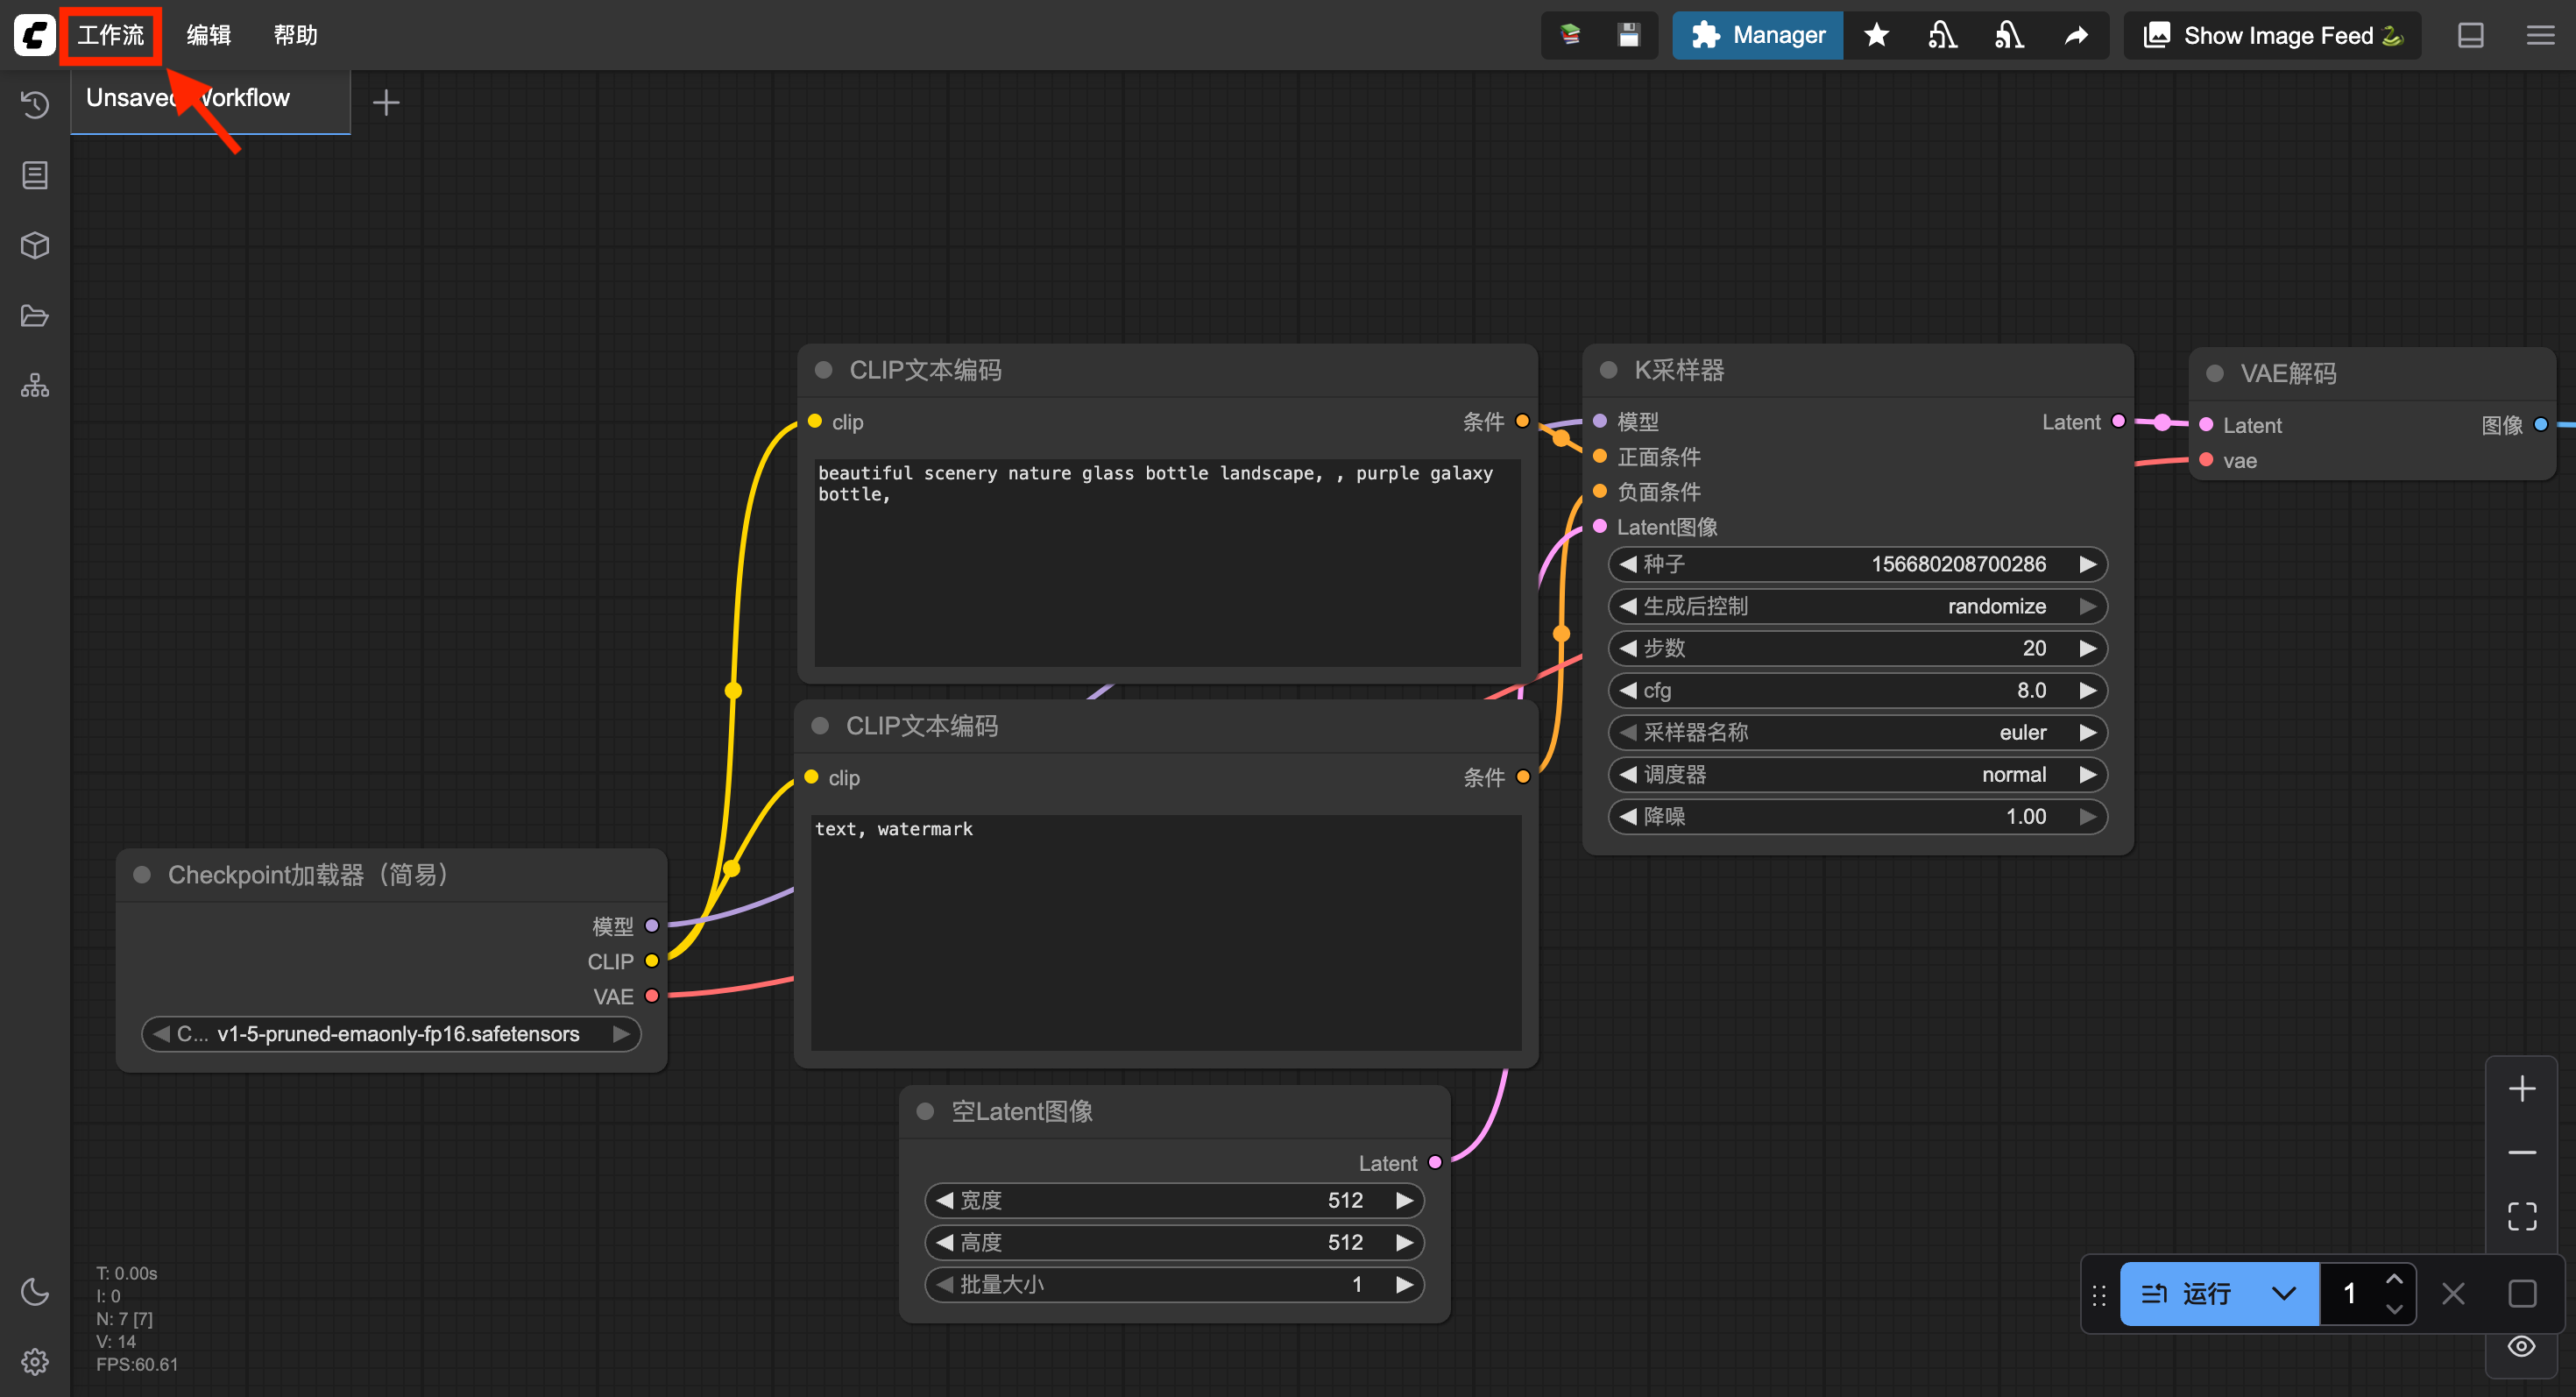 工作流 编辑 帮助
Manager
Show Image Feed
Unsaved Workflow
CLIP文本编码
clip
条件
beautiful scenery nature glass bottle landscape, , purple galaxy
bottle,
CLIP文本编码
clip
条件
text, watermark
Checkpoint加载器（简易）
模型
CLIP
VAE
C... v1-5-pruned-emaonly-fp16.safetensors
空Latent图像
Latent
宽度 512
高度 512
批量大小 1
K采样器
模型
Latent
正面条件
负面条件
Latent图像
种子 156680208700286
生成后控制 randomize
步数 20
cfg 8.0
采样器名称 euler
调度器 normal
降噪 1.00
VAE解码
Latent
图像
vae
T: 0.00s
I: 0
N: 7 [7]
V: 14
FPS:60.61
运行 1